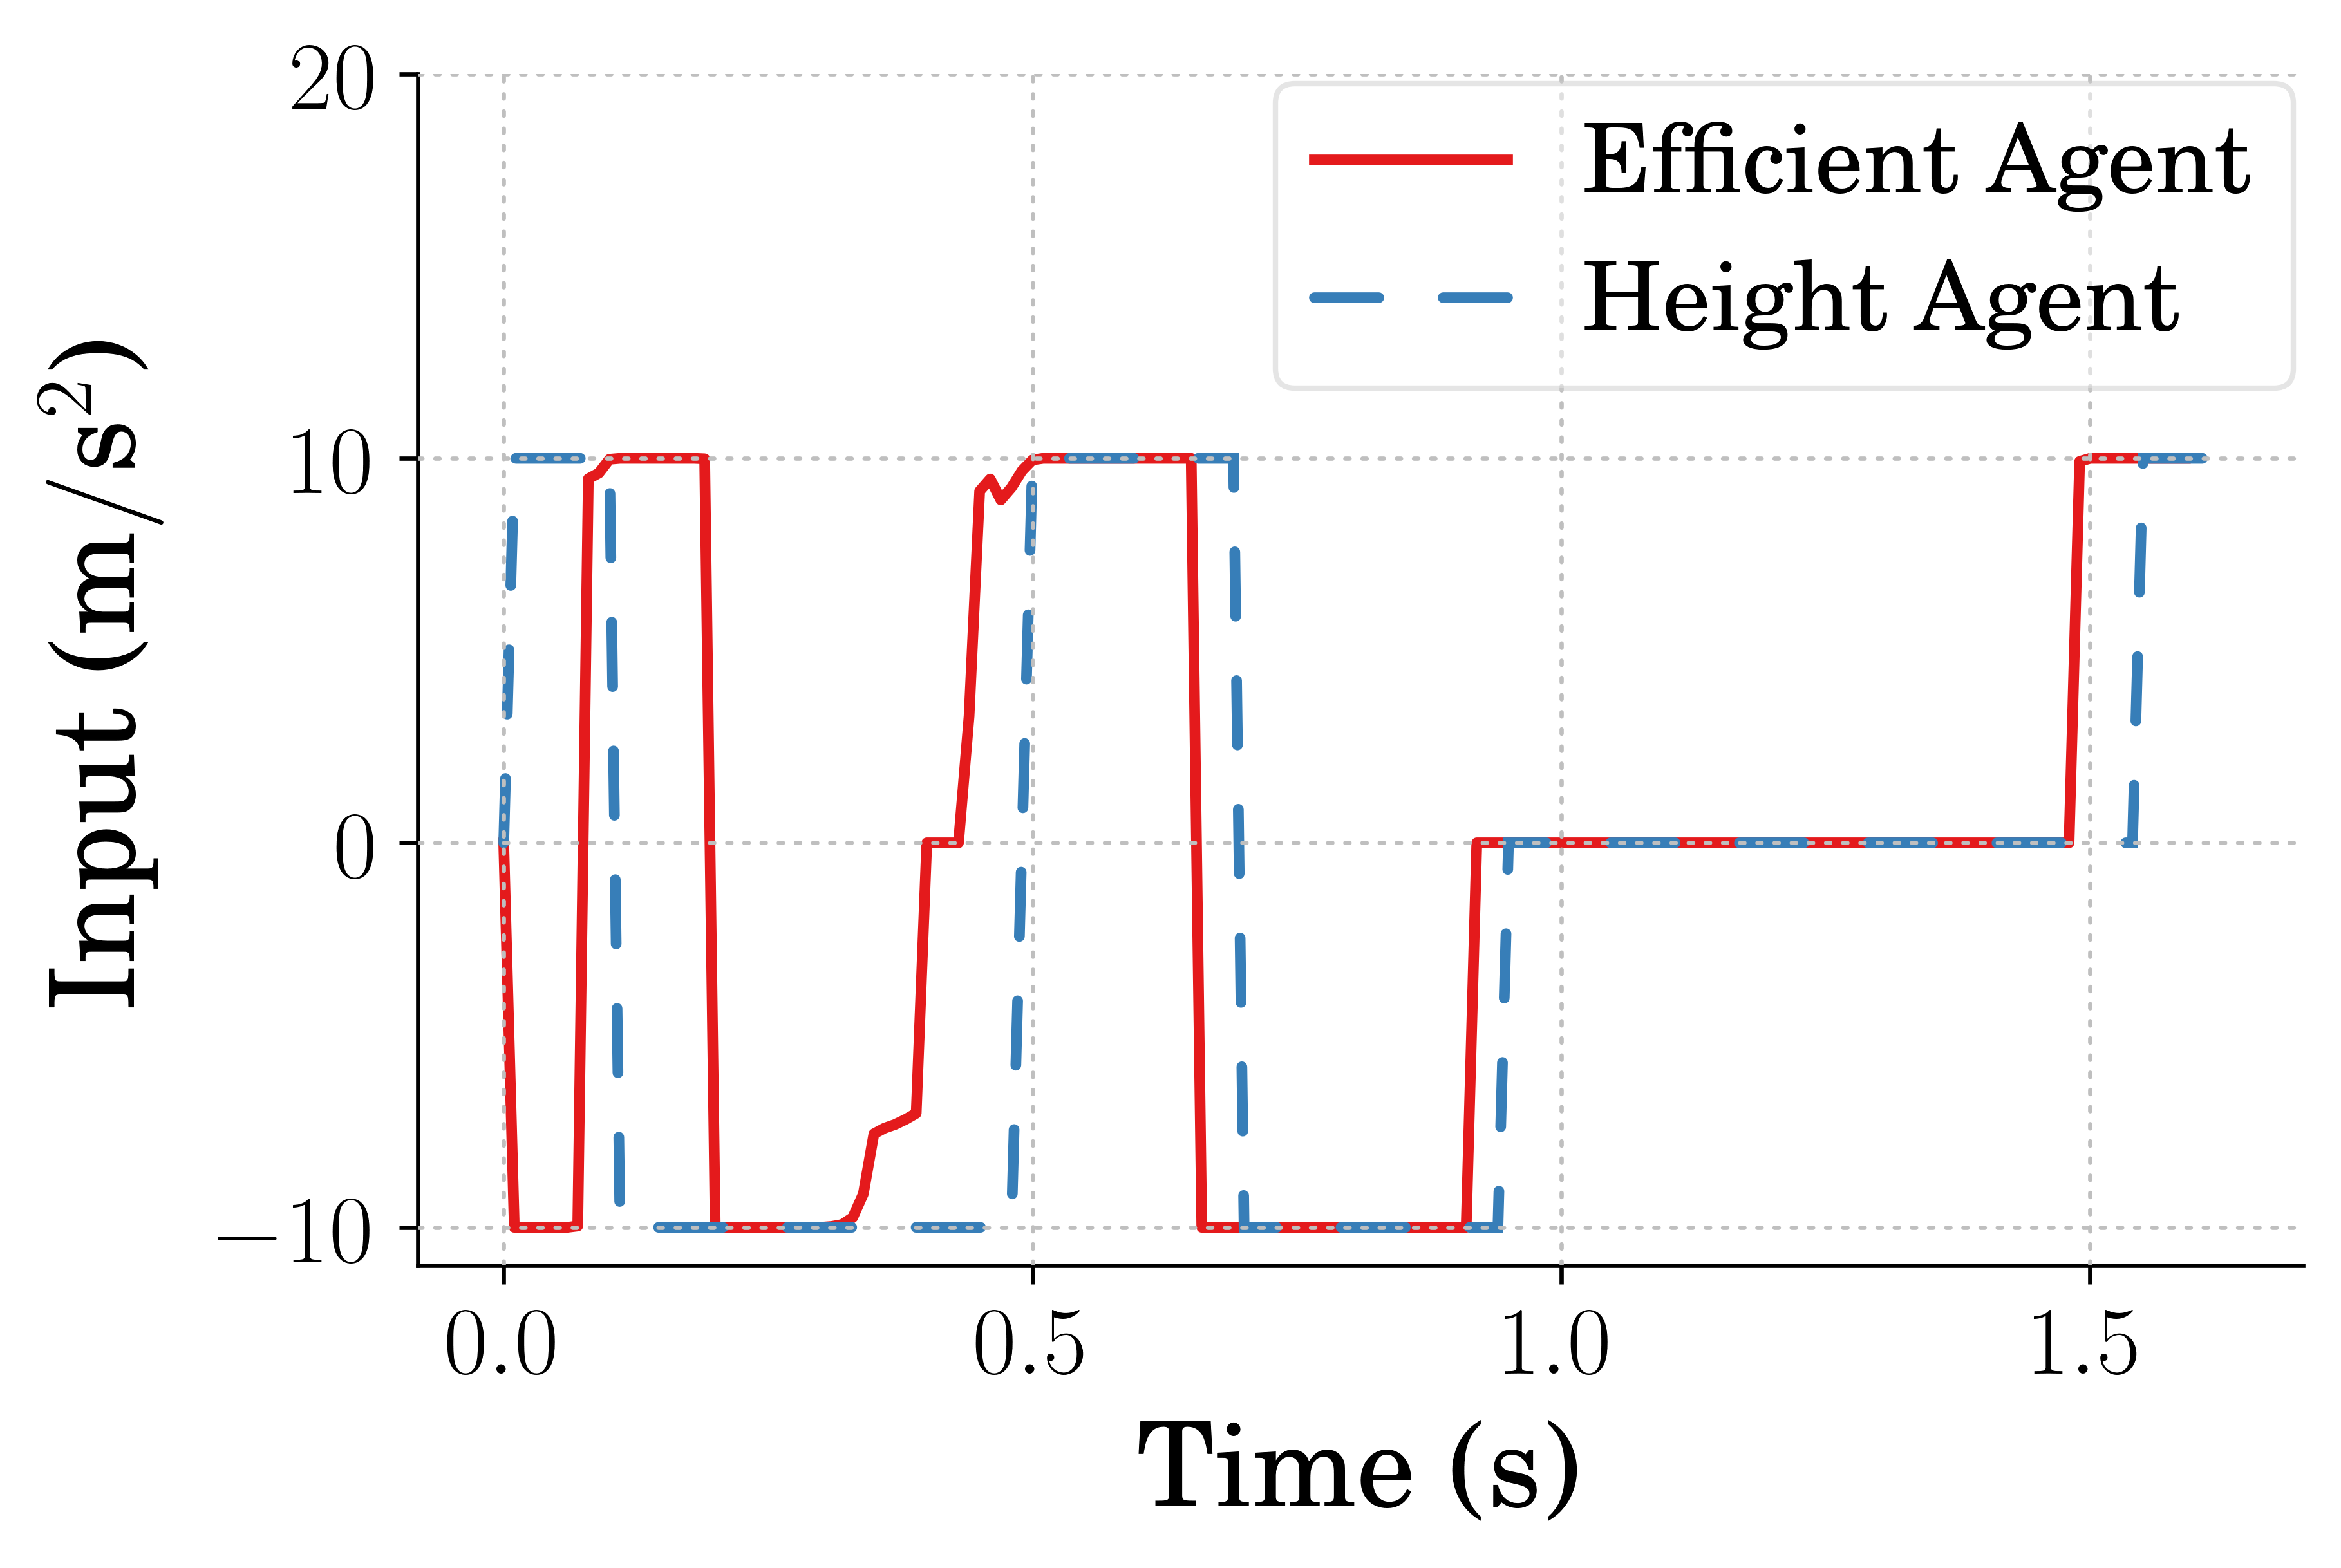 20
10
0
−10
Input (m/s²)
Efficient Agent
Height Agent
0.0 0.5 1.0 1.5
Time (s)